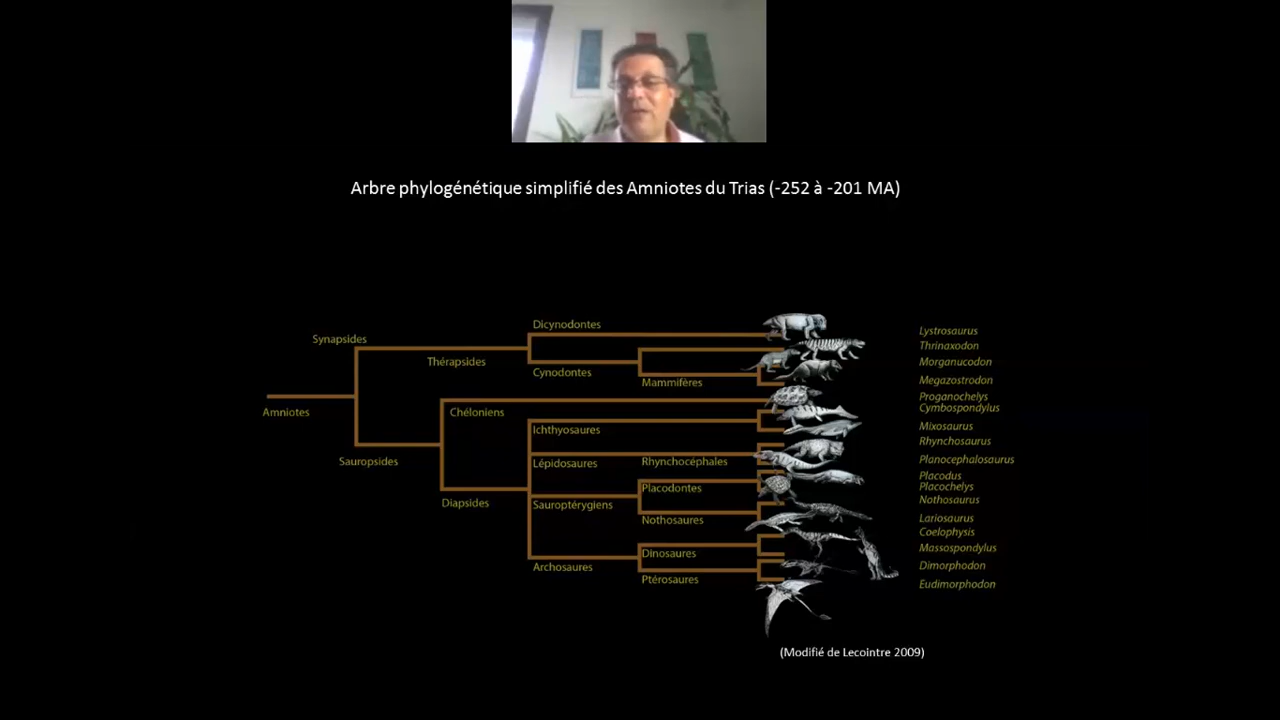 Arbre phylogénétique simplifié des Amniotes du Trias (-252 à -201 MA)
Dicynodontes
Synapsides
Lystrosaurus
Thrinaxodon
Thérapsides
Morganucodon
Cynodontes
Mammifères
Megazostrodon
Proganochelys
Amniotes
Chéloniens
Cymbospondylus
Ichthyosaures
Mixosaurus
Rhynchosaurus
Sauropsides
Lépidosaures
Rhynchocéphales
Planocephalosaurus
Placodus
Placodontes
Placochelys
Diapsides
Sauroptérygiens
Nothosaurus
Nothosaures
Lariosaurus
Coelophysis
Dinosaures
Massospondylus
Archosaures
Dimorphodon
Ptérosaures
Eudimorphodon
(Modifié de Lecointre 2009)